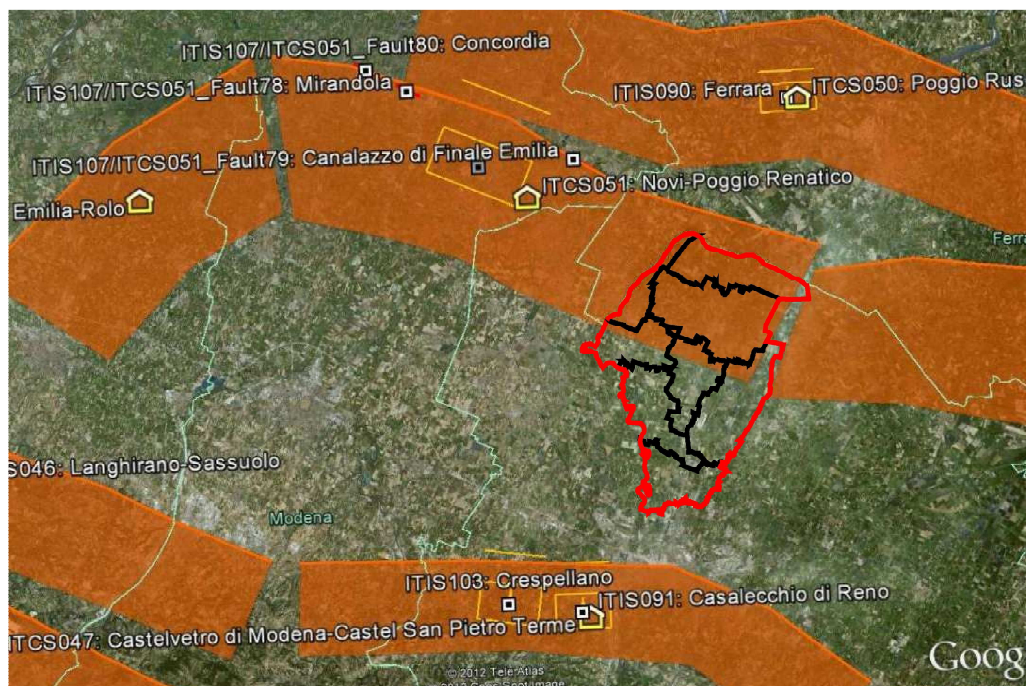 ITIS107/ITCS051_Fault80: Concordia
ITIS107/ITCS051_Fault78: Mirandola
ITIS090: Ferrara
ITCS050: Poggio Rus
ITIS107/ITCS051_Fault79: Canalazzo di Finale Emilia
ITCS051: Novi-Poggio Renatico
Emilia-Rolo
Ferra
S046: Langhirano-Sassuolo
Modena
ITIS103: Crespellano
ITIS091: Casalecchio di Reno
ITCS047: Castelvetro di Modena-Castel San Pietro Terme
© 2012 Tele Atlas
Goog